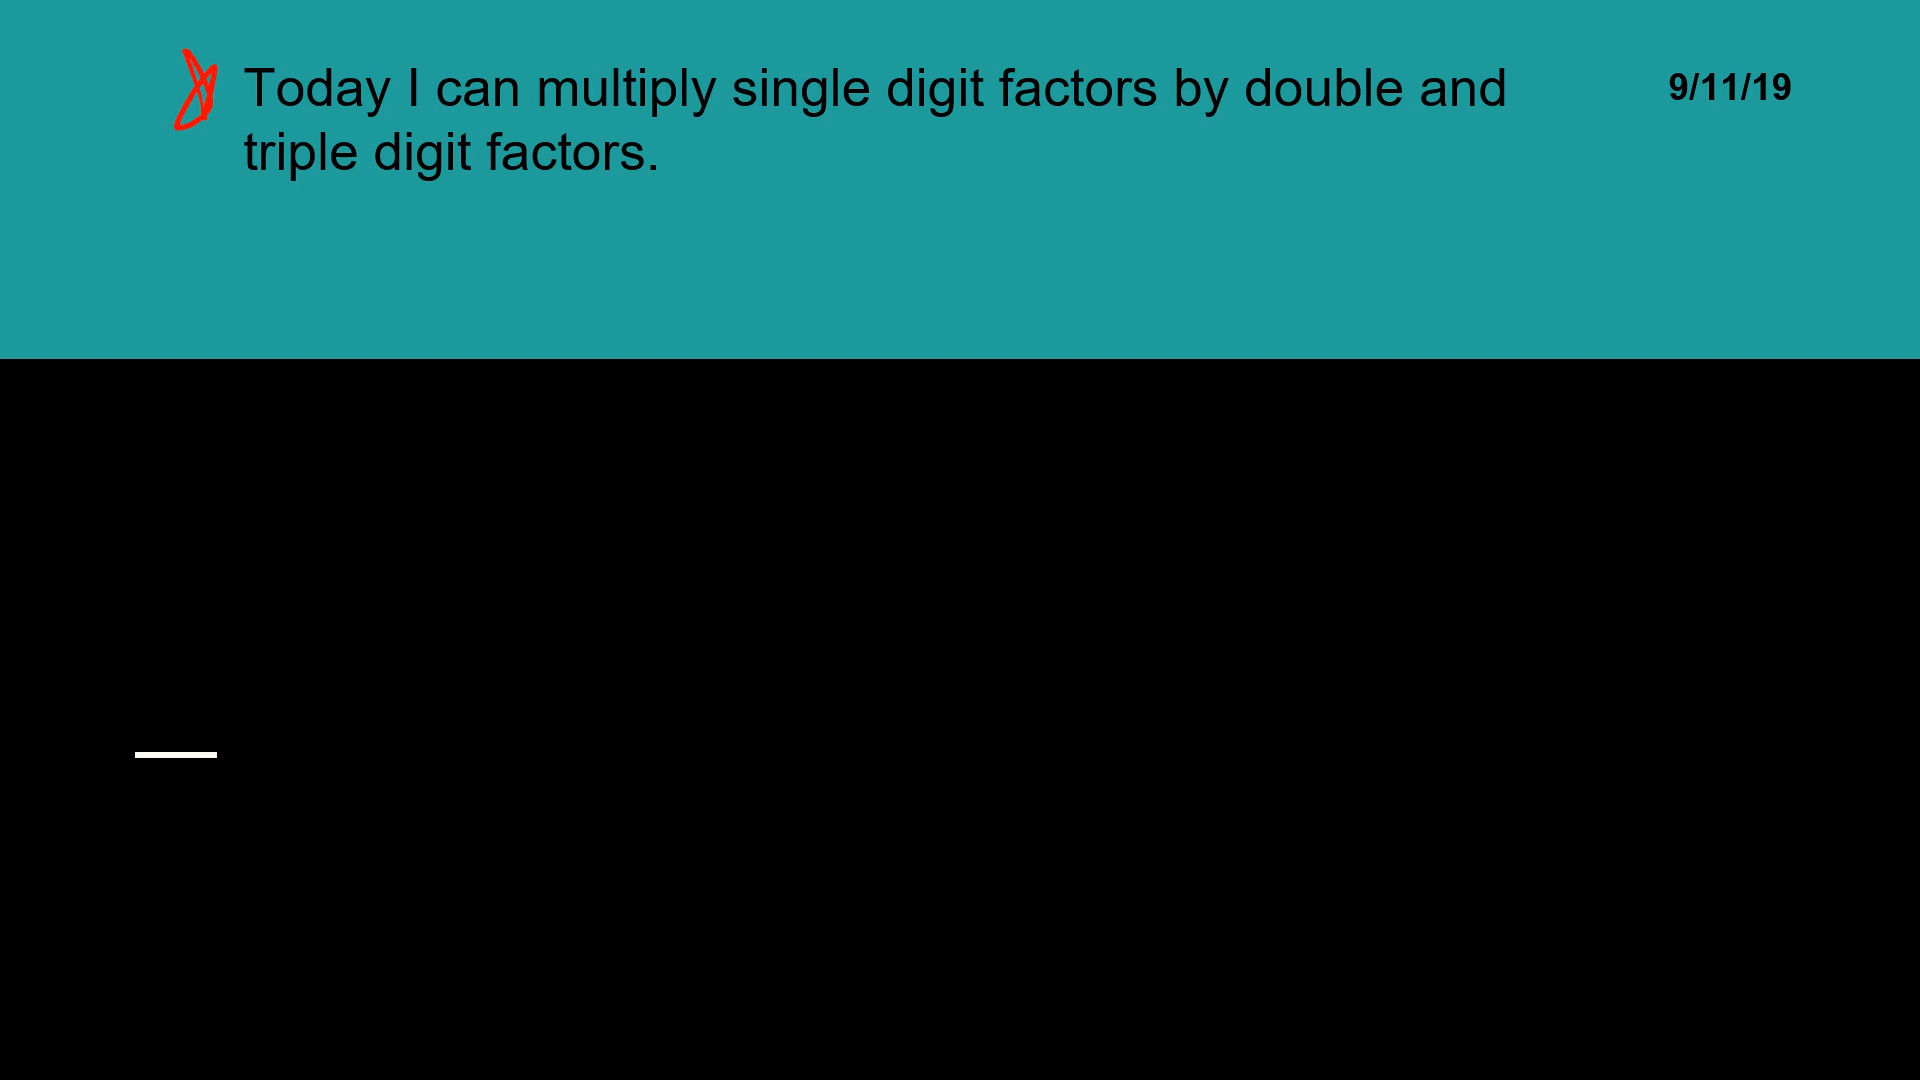 Today I can multiply single digit factors by double and
triple digit factors.
9/11/19